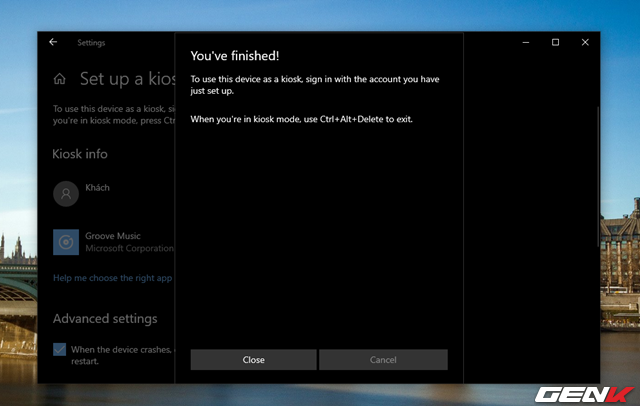 Settings
You've finished!
Set up a kios
To use this device as a kiosk, sign in with the account you have
just set up.
To use this device as a kiosk, si
you're in kiosk mode, press Ctr
When you're in kiosk mode, use Ctrl+Alt+Delete to exit.
Kiosk info
Khách
Groove Music
Microsoft Corporation
Help me choose the right app
Advanced settings
When the device crashes,
restart.
Close
Cancel
GENK